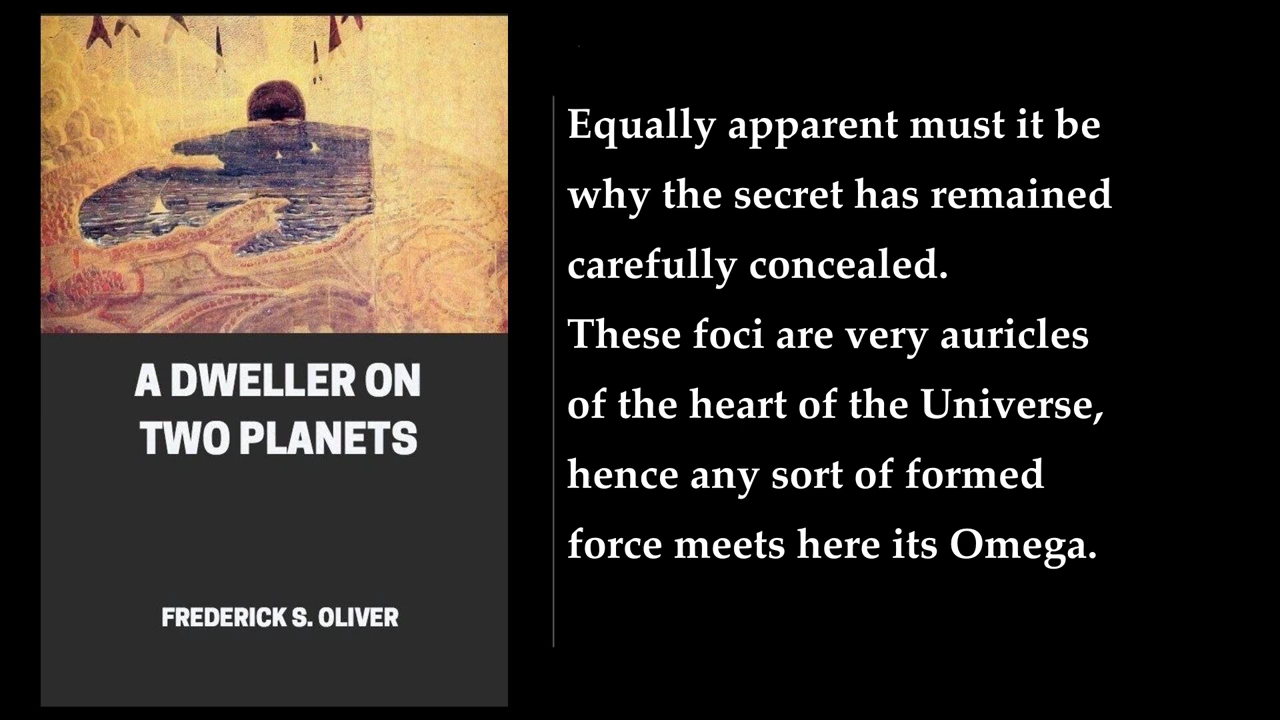 A DWELLER ON
TWO PLANETS
FREDERICK S. OLIVER
Equally apparent must it be
why the secret has remained
carefully concealed.
These foci are very auricles
of the heart of the Universe,
hence any sort of formed
force meets here its Omega.